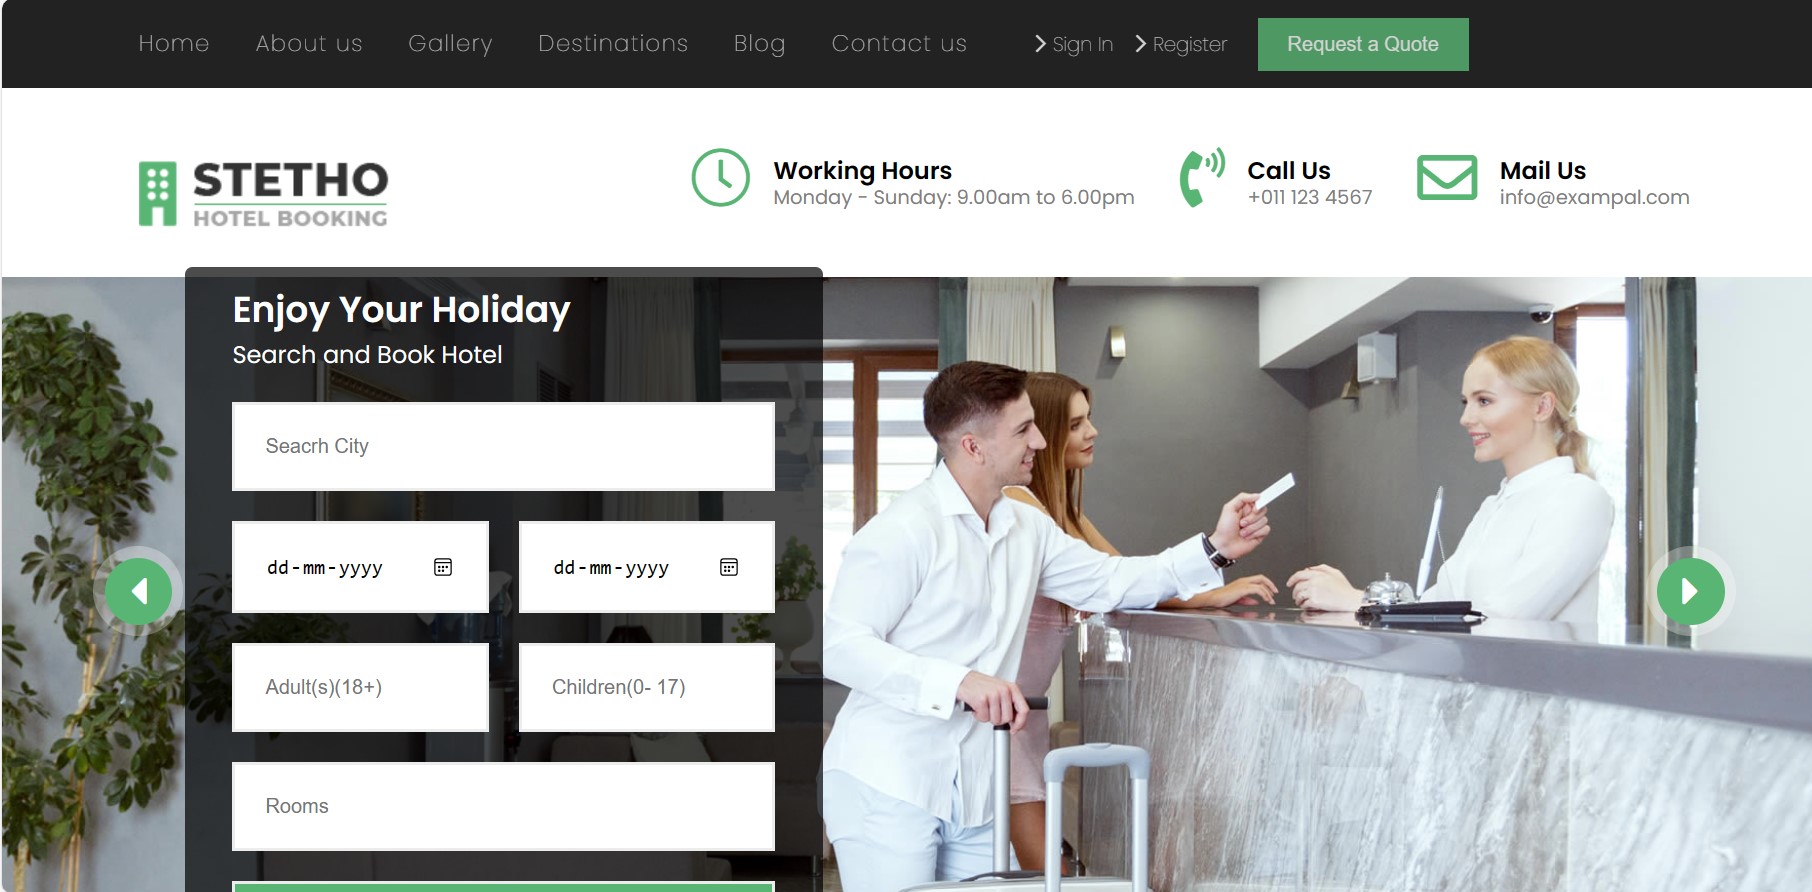 Home About us Gallery Destinations Blog Contact us Sign In Register Request a Quote
STETHO
HOTEL BOOKING
Working Hours
Monday - Sunday: 9.00am to 6.00pm
Call Us
+011 123 4567
Mail Us
info@exampal.com
Enjoy Your Holiday
Search and Book Hotel
Seacrh City
dd-mm-yyyy dd-mm-yyyy
Adult(s)(18+) Children(0- 17)
Rooms